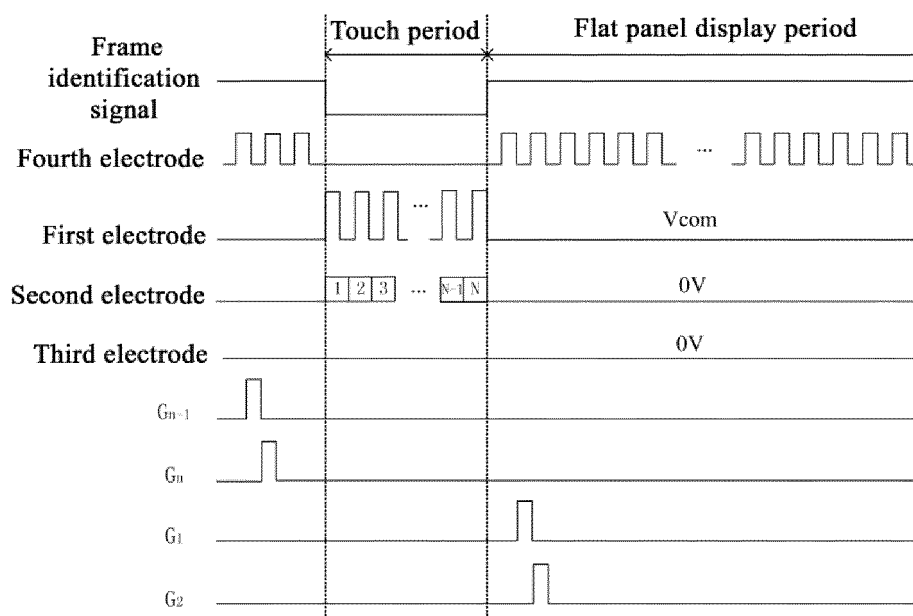 Touch period
Flat panel display period
Frame
identification
signal
Fourth electrode
...
...
First electrode
Vcom
Second electrode
1 2 3 ... N-1 N
0V
Third electrode
0V
Gn-1
Gn
G1
G2